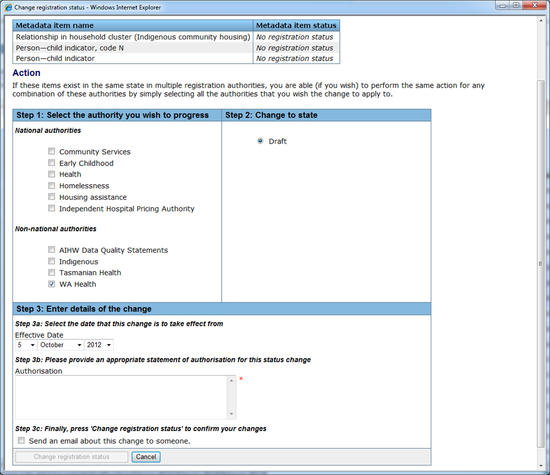 Change registration status - Windows Internet Explorer
Metadata item name Metadata item status
Relationship in household cluster (Indigenous community housing) No registration status
Person—child indicator, code N No registration status
Person—child indicator No registration status
Action
If these items exist in the same state in multiple registration authorities, you are able (if you wish) to perform the same action for any
combination of these authorities by simply selecting all the authorities that you wish the change to apply to.
Step 1: Select the authority you wish to progress Step 2: Change to state
National authorities
Draft
Community Services
Early Childhood
Health
Homelessness
Housing assistance
Independent Hospital Pricing Authority
Non-national authorities
AIHW Data Quality Statements
Indigenous
Tasmanian Health
WA Health
Step 3: Enter details of the change
Step 3a: Select the date that this change is to take effect from
Effective Date
5 October 2012
Step 3b: Please provide an appropriate statement of authorisation for this status change
Authorisation
*
Step 3c: Finally, press 'Change registration status' to confirm your changes
Send an email about this change to someone.
Change registration status Cancel